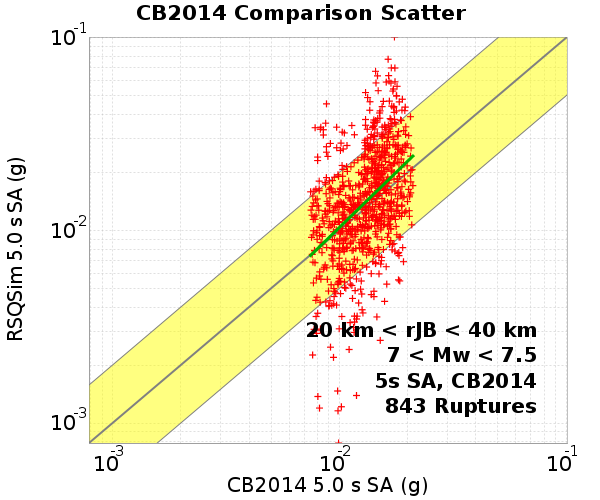 CB2014 Comparison Scatter
10-1
10-2
10-3
RSQSim 5.0 s SA (g)
20 km < rJB < 40 km
7 < Mw < 7.5
5s SA, CB2014
843 Ruptures
10-3 10-2 10-1
CB2014 5.0 s SA (g)